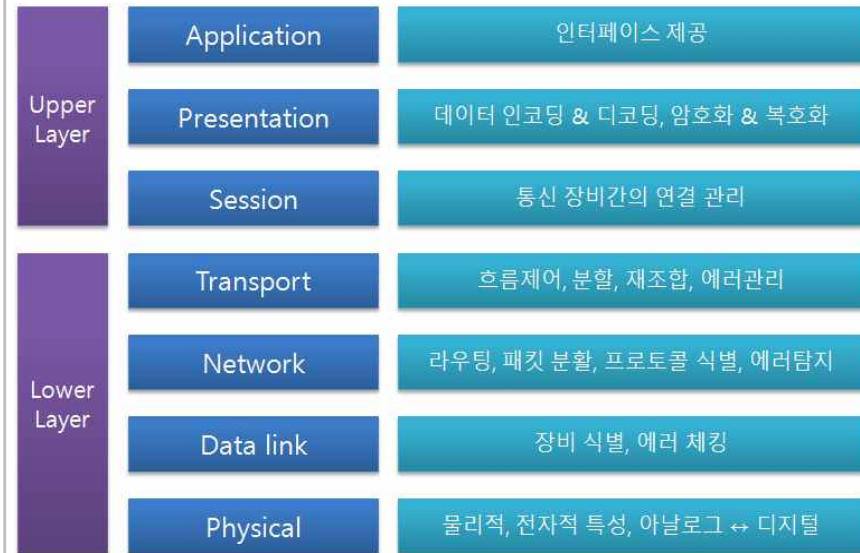 Upper
Layer
Application
인터페이스 제공
Presentation
데이터 인코딩 & 디코딩, 암호화 & 복호화
Session
통신 장비간의 연결 관리
Lower
Layer
Transport
흐름제어, 분할, 재조합, 에러관리
Network
라우팅, 패킷 분활, 프로토콜 식별, 에러탐지
Data link
장비 식별, 에러 체킹
Physical
물리적, 전자적 특성, 아날로그 ↔ 디지털